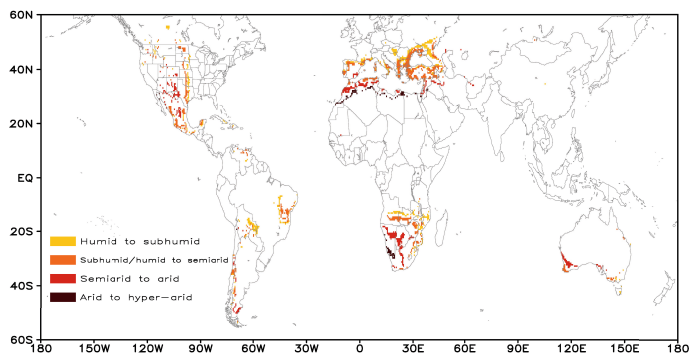 60N
40N
20N
EQ
20S
40S
60S
Humid to subhumid
Subhumid/humid to semiarid
Semiarid to arid
Arid to hyper-arid
180 150W 120W 90W 60W 30W 0 30E 60E 90E 120E 150E 180